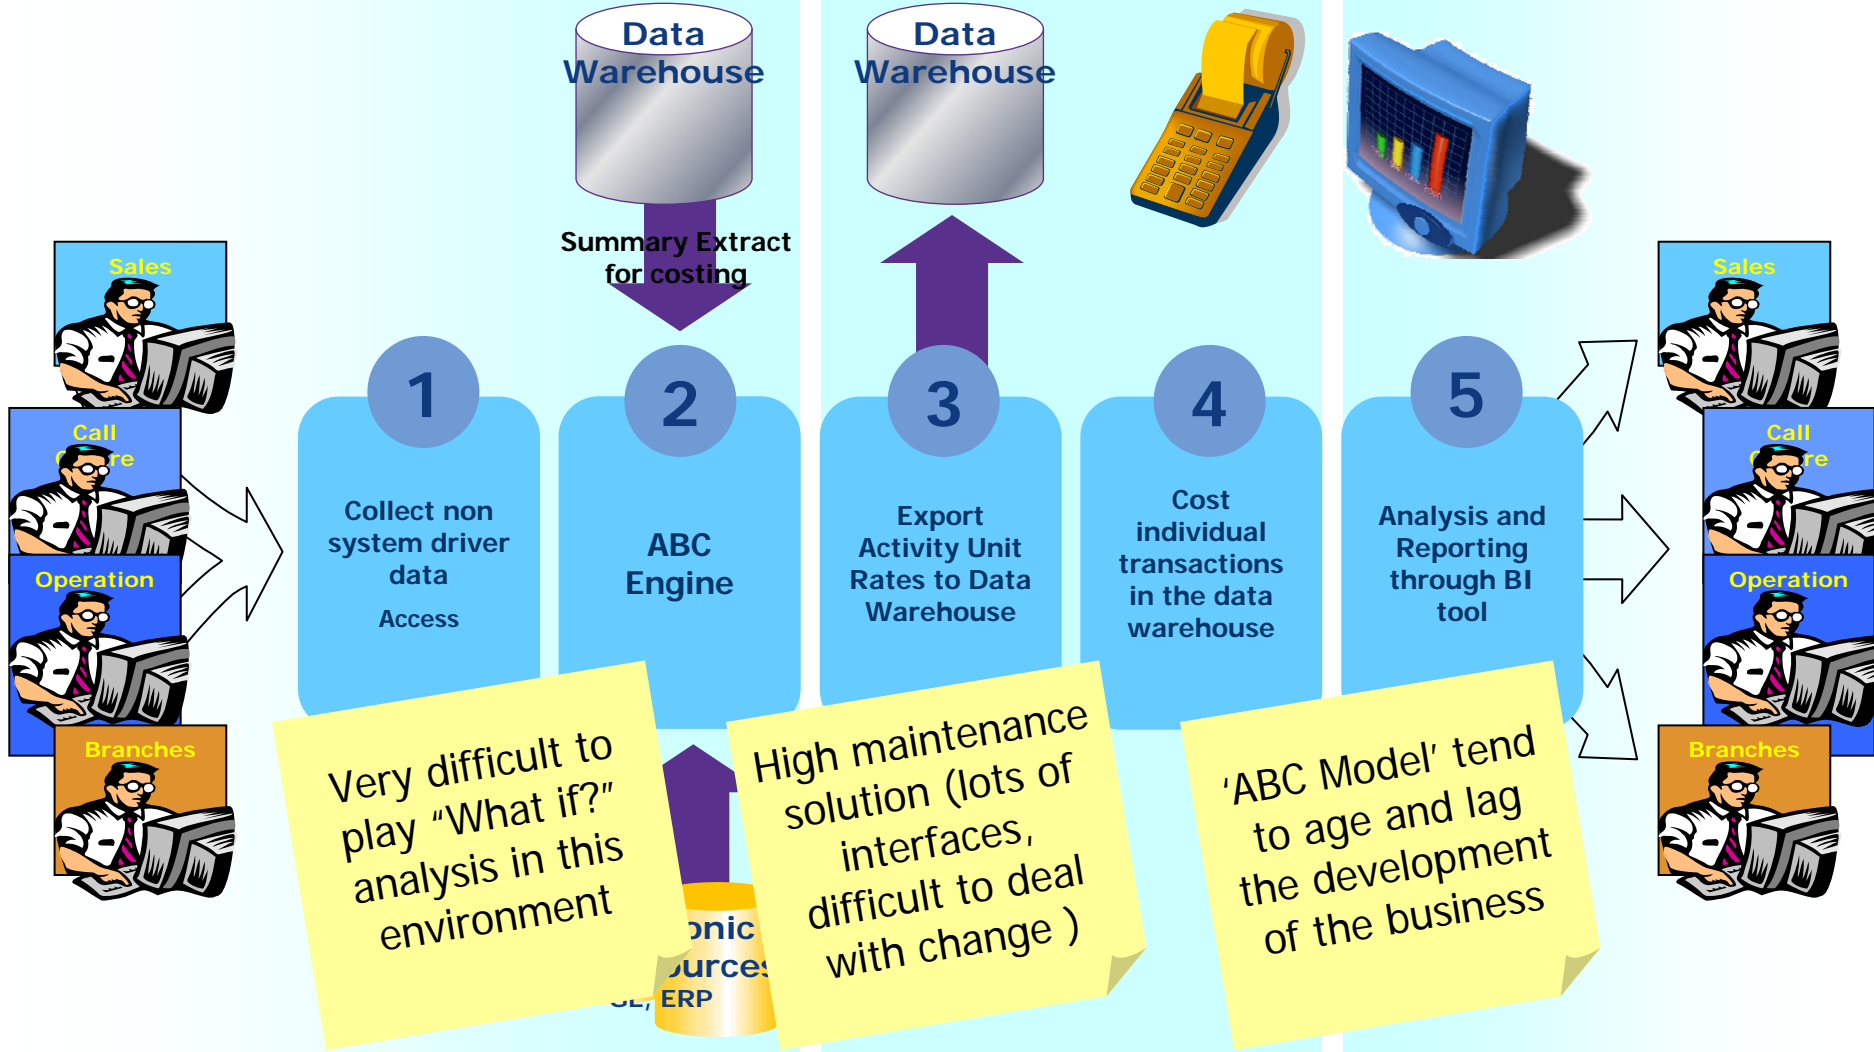 Data
Warehouse
Data
Warehouse
Summary Extract
for costing
Sales
Call
Operation
Branches
1
Collect non
system driver
data
Access
2
ABC
Engine
3
Export
Activity Unit
Rates to Data
Warehouse
4
Cost
individual
transactions
in the data
warehouse
5
Analysis and
Reporting
through BI
tool
Sales
Call
Operation
Branches
Very difficult to
play “What if?”
analysis in this
environment
High maintenance
solution (lots of
interfaces,
difficult to deal
with change )
‘ABC Model’ tend
to age and lag
the development
of the business
ERP